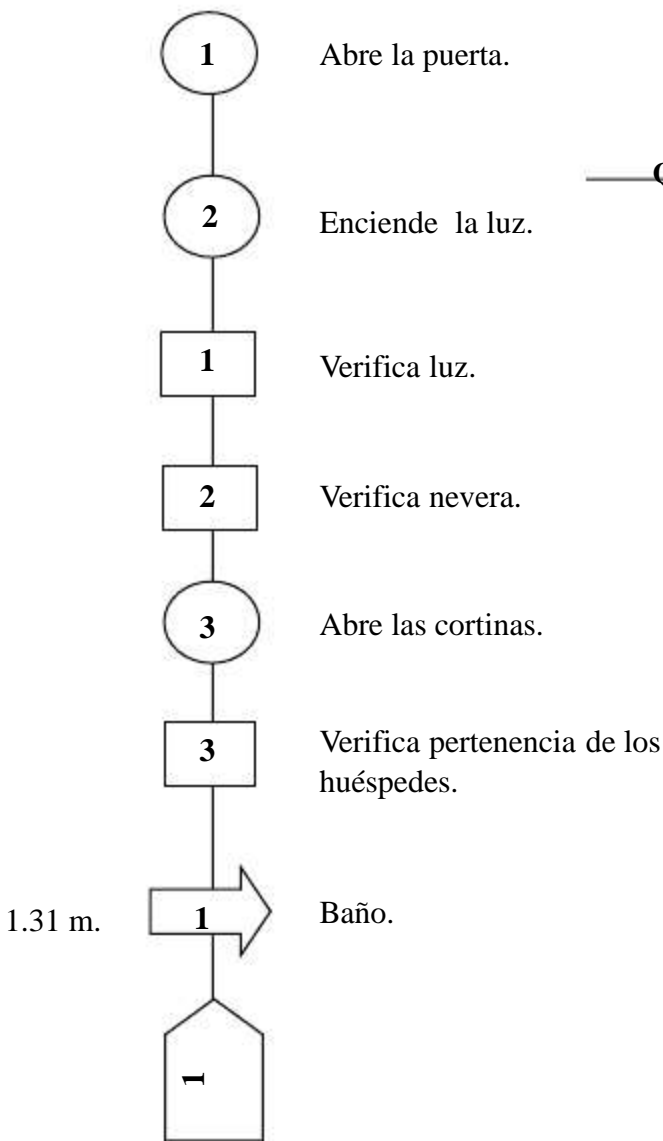 1 Abre la puerta.
2 Enciende la luz.
1 Verifica luz.
2 Verifica nevera.
3 Abre las cortinas.
3 Verifica pertenencia de los
huéspedes.
1.31 m. 1 Baño.
1